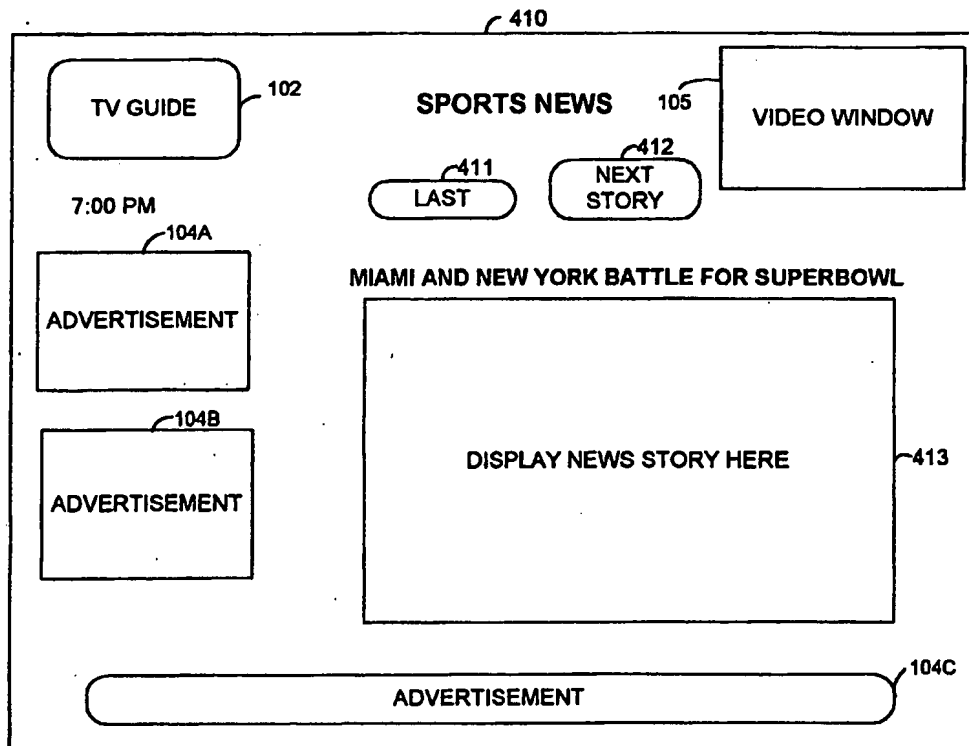 410
TV GUIDE
102
SPORTS NEWS
105
VIDEO WINDOW
411
LAST
412
NEXT
STORY
7:00 PM
104A
ADVERTISEMENT
MIAMI AND NEW YORK BATTLE FOR SUPERBOWL
104B
ADVERTISEMENT
DISPLAY NEWS STORY HERE
413
104C
ADVERTISEMENT